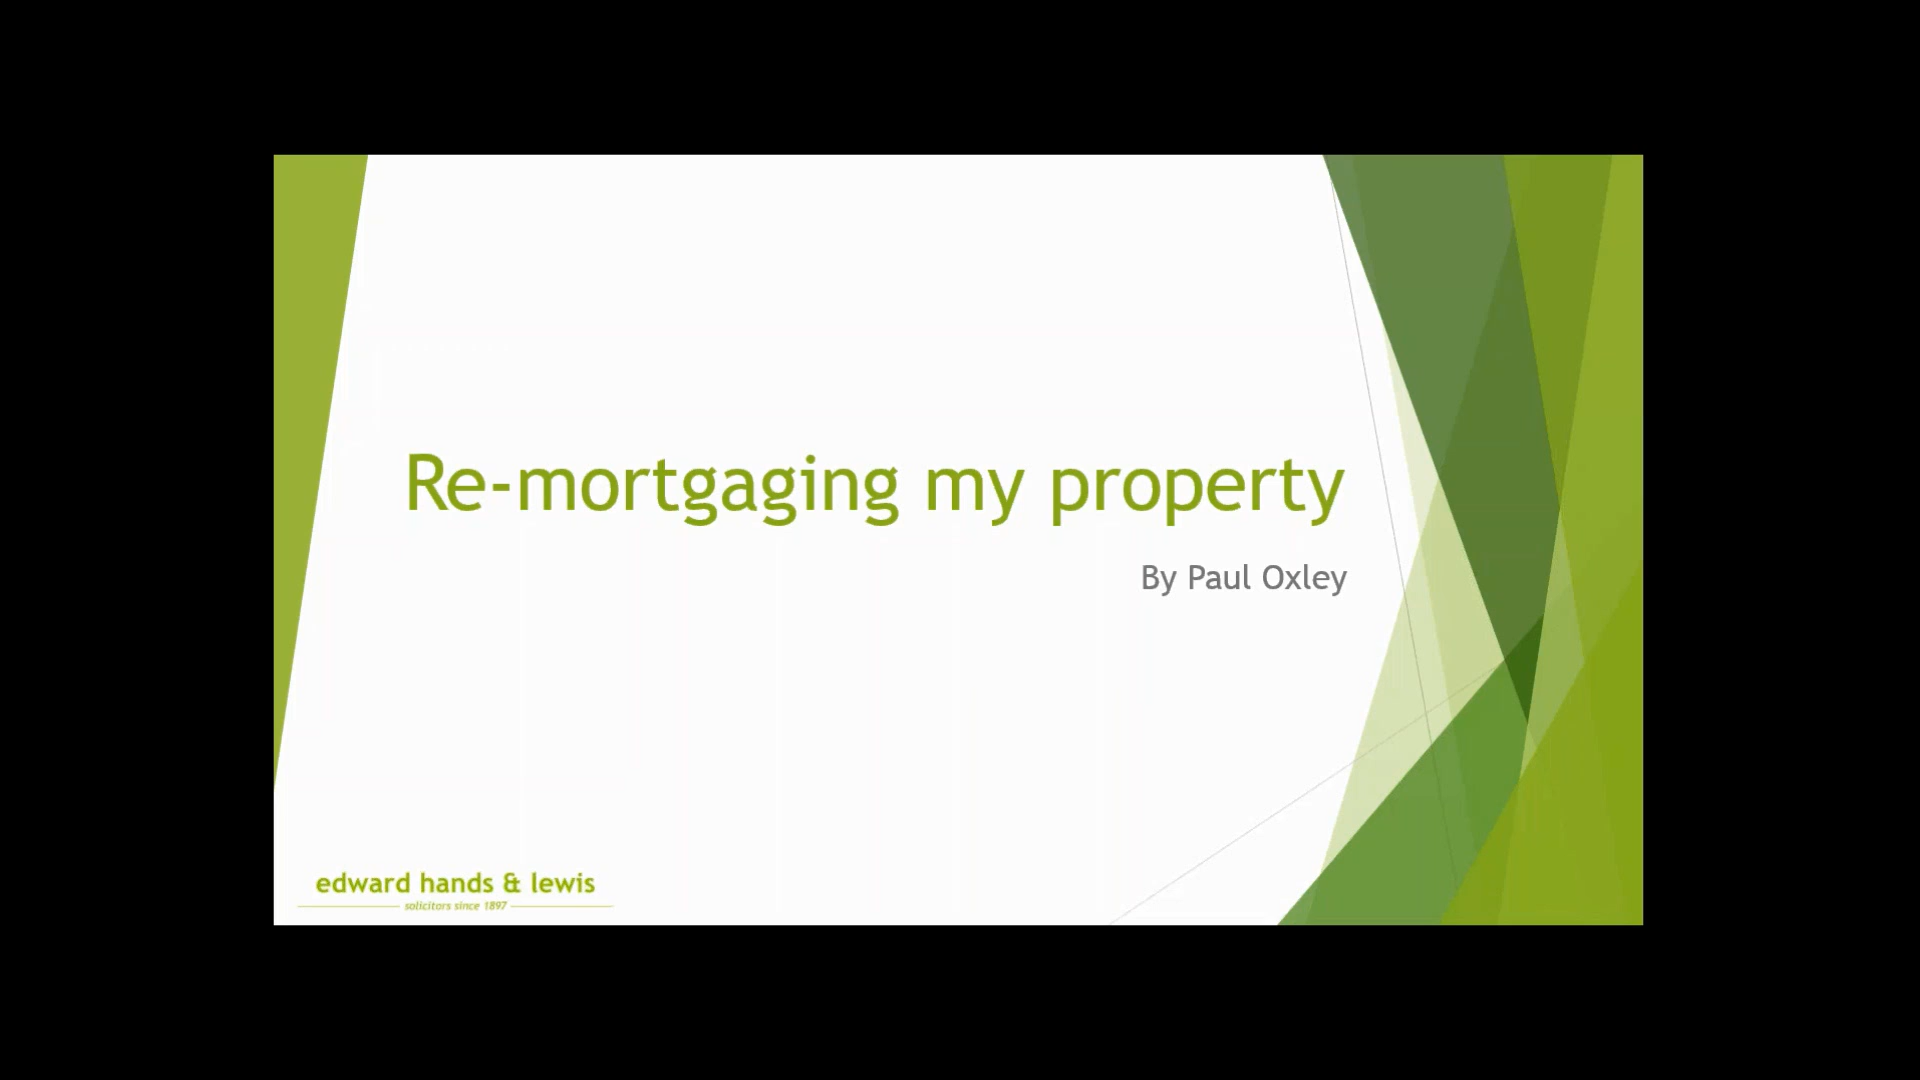 Re-mortgaging my property
By Paul Oxley
edward hands & lewis
solicitors since 1897